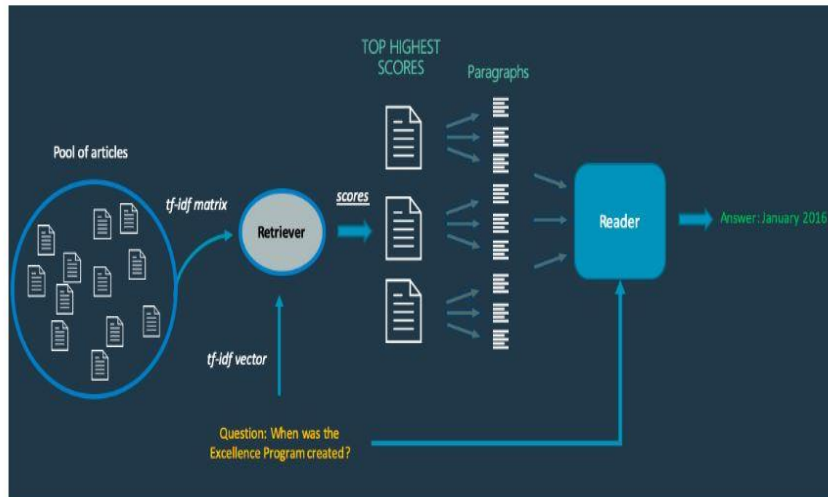 TOP HIGHEST
SCORES
Paragraphs
Pool of articles
tf-idf matrix
scores
Retriever
Reader
Answer: January 2016
tf-idf vector
Question: When was the
Excellence Program created?